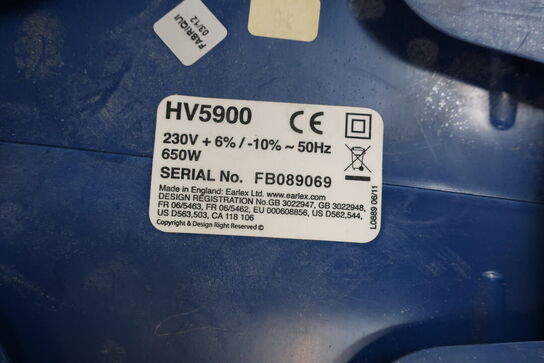 FABRIQUÉ
03/12
OK
HV5900 CE
230V + 6% / -10% ~ 50Hz
650W
SERIAL No. FB089069
Made in England: Earlex Ltd. www.earlex.com
DESIGN REGISTRATION No.GB 3022947, GB 3022948,
FR 06/5463, FR 06/5462, EU 000608856, US D562,544,
US D563,503, CA 118 106
Copyright & Design Right Reserved ©
L0889 06/11